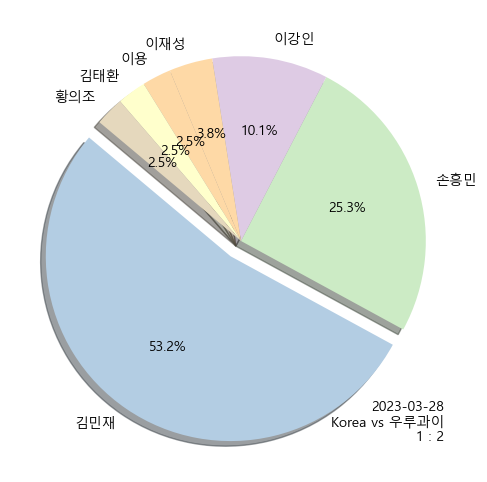 이강인
이재성
이용
김태환
황의조
3.8%
10.1%
2.5%
2.5%
2.5%
손흥민
25.3%
53.2%
김민재
2023-03-28
Korea vs 우루과이
1 : 2